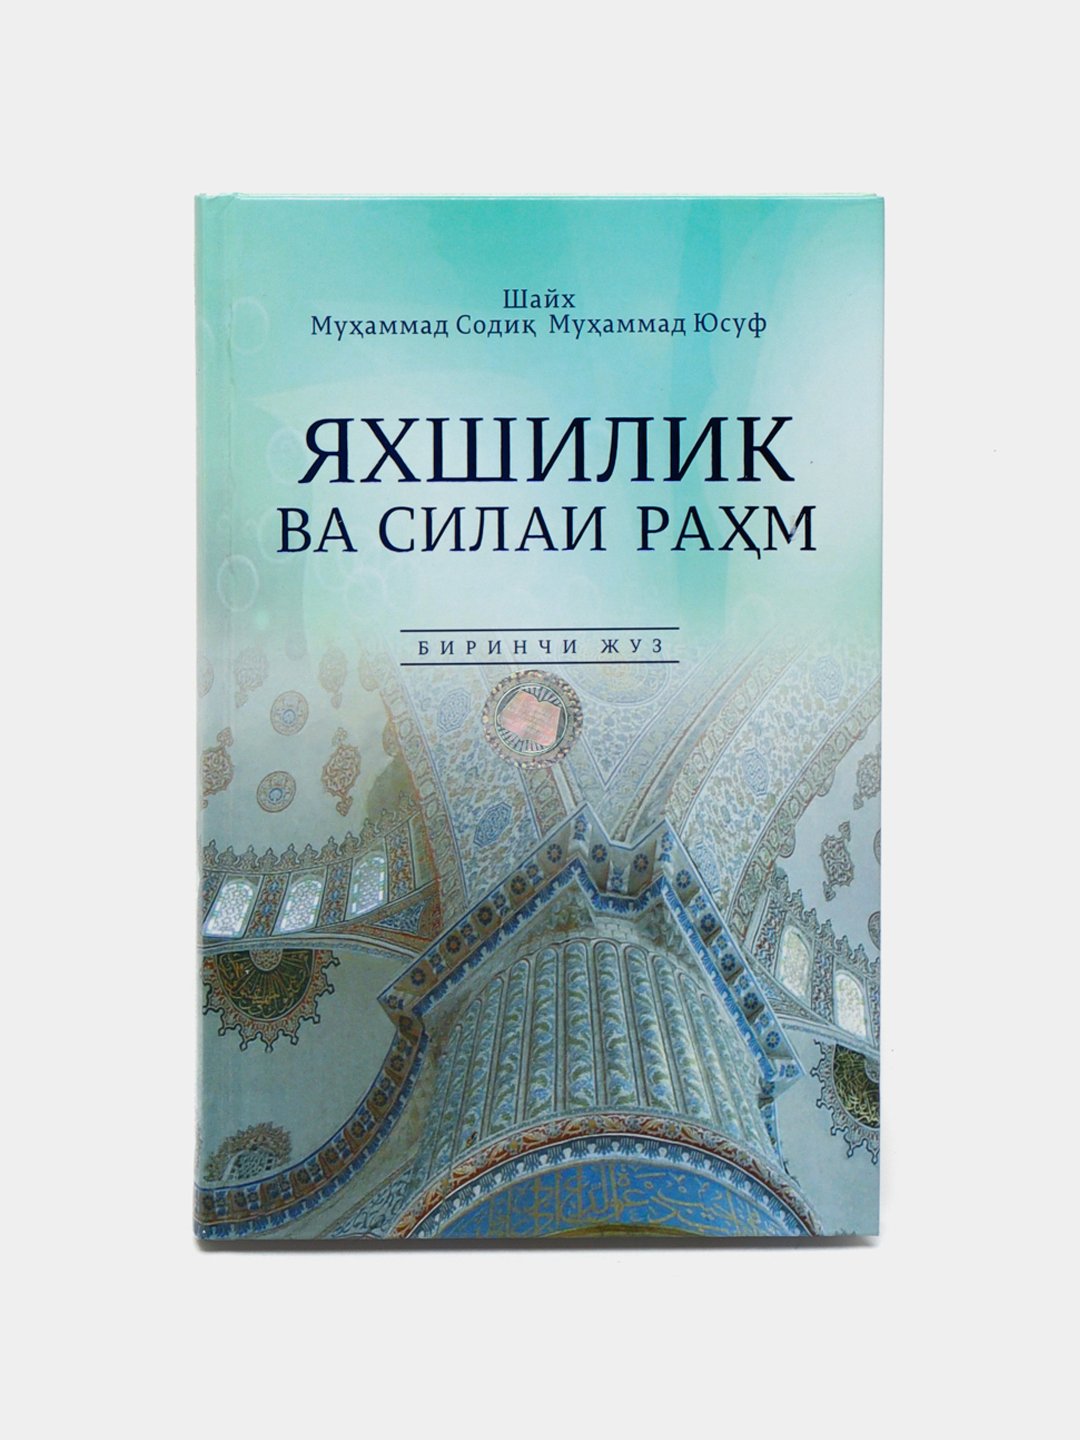 Шайх
Муҳаммад Содиқ Муҳаммад Юсуф
ЯХШИЛИК
ВА СИЛАИ РАҲМ
БИРИНЧИ ЖУЗ